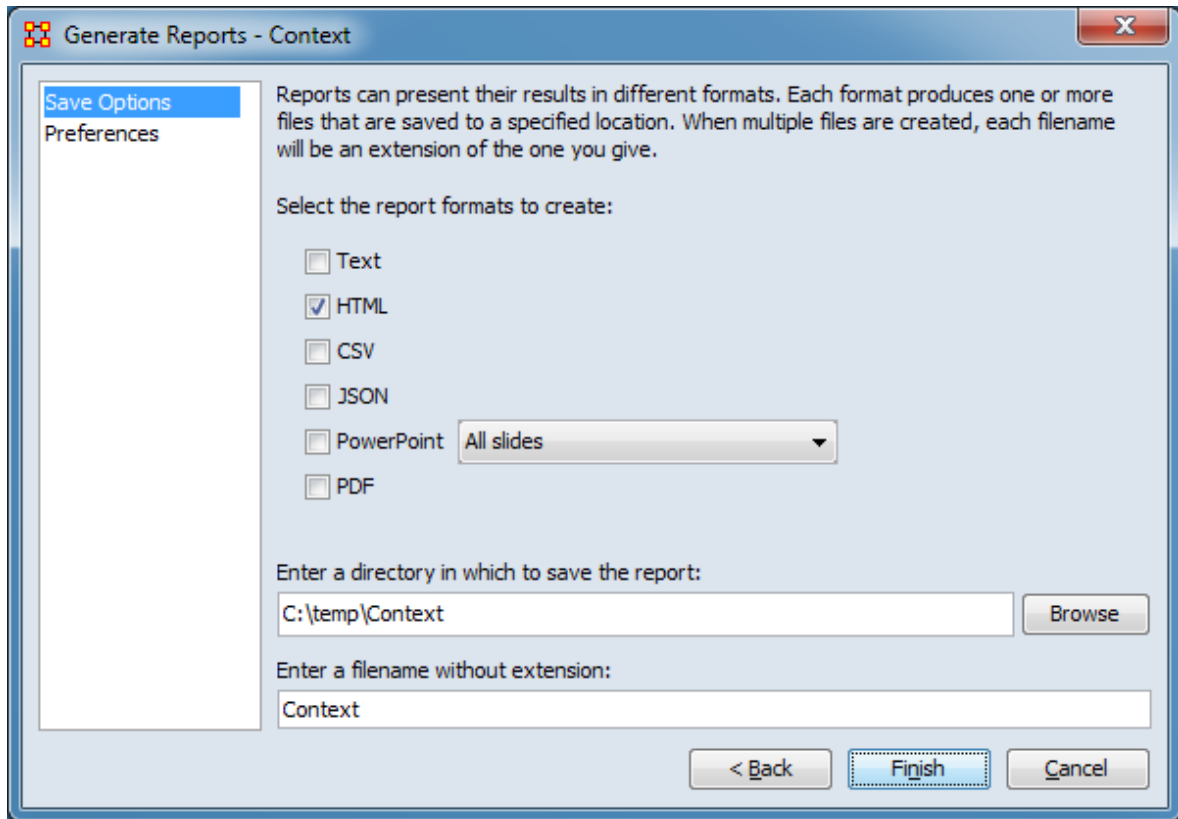 Generate Reports - Context
X
Save Options
Preferences
Reports can present their results in different formats. Each format produces one or more
files that are saved to a specified location. When multiple files are created, each filename
will be an extension of the one you give.
Select the report formats to create:
Text
HTML
CSV
JSON
PowerPoint All slides
PDF
Enter a directory in which to save the report:
C:\temp\Context Browse
Enter a filename without extension:
Context
< Back Finish Cancel